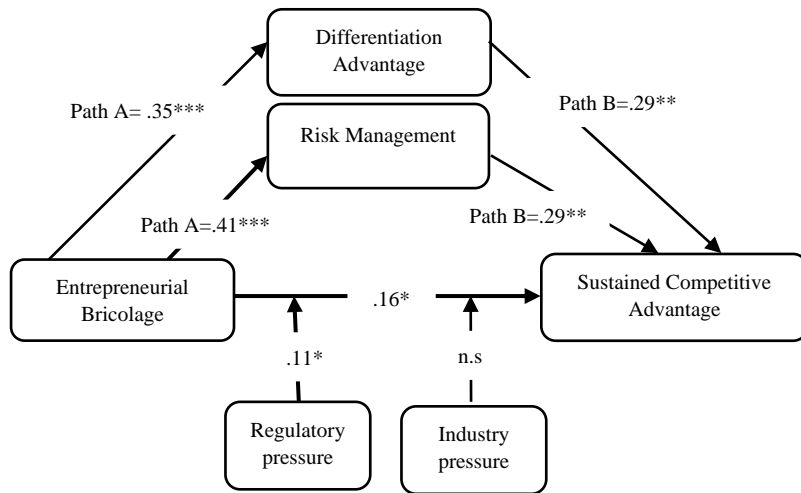 Differentiation
Advantage
Path A= .35***
Path B=.29**
Risk Management
Path A=.41***
Path B=.29**
Entrepreneurial
Bricolage
.16*
Sustained Competitive
Advantage
.11*
n.s
Regulatory
pressure
Industry
pressure